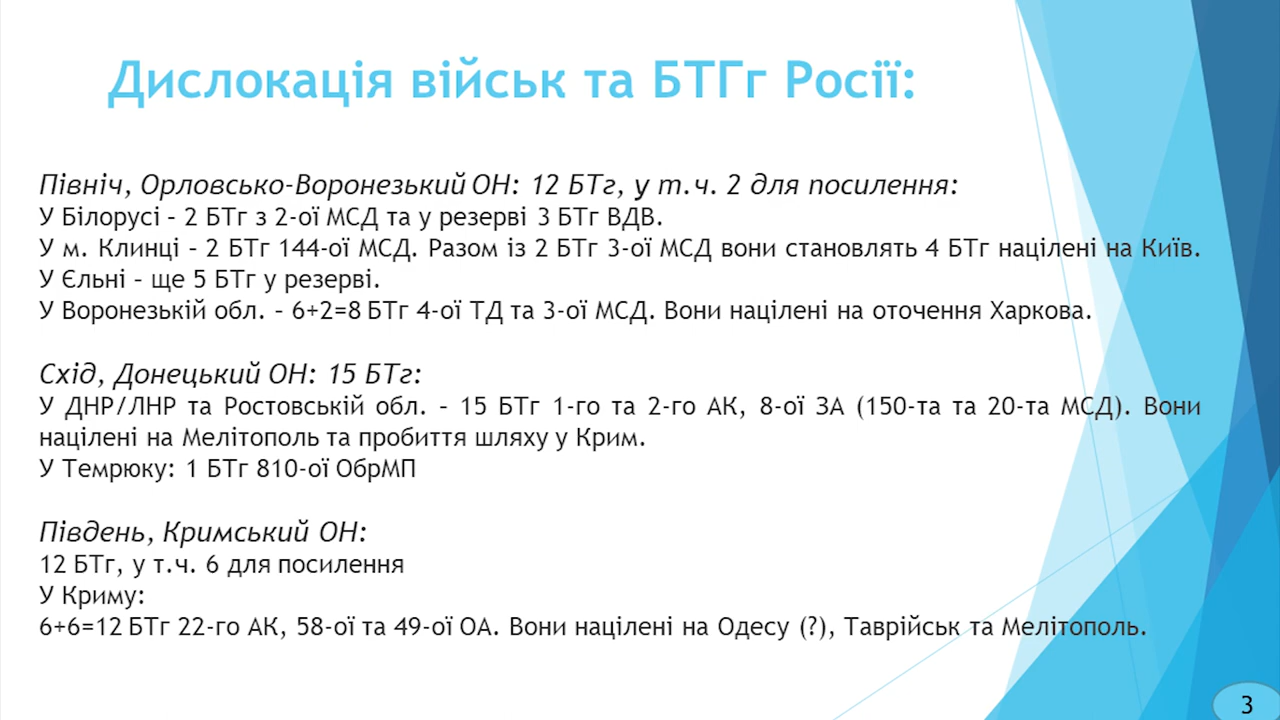 Дислокація військ та БТГг Росії:
Північ, Орловсько-Воронезький ОН: 12 БТг, у т.ч. 2 для посилення:
У Білорусі – 2 БТг з 2-ої МСД та у резерві 3 БТг ВДВ.
У м. Клинці – 2 БТг 144-ої МСД. Разом із 2 БТг 3-ої МСД вони становлять 4 БТг націлені на Київ.
У Єльні – ще 5 БТг у резерві.
У Воронезькій обл. – 6+2=8 БТг 4-ої ТД та 3-ої МСД. Вони націлені на оточення Харкова.
Схід, Донецький ОН: 15 БТг:
У ДНР/ЛНР та Ростовській обл. – 15 БТг 1-го та 2-го АК, 8-ої ЗА (150-та та 20-та МСД). Вони
націлені на Мелітополь та пробиття шляху у Крим.
У Темрюку: 1 БТг 810-ої ОбрМП
Південь, Кримський ОН:
12 БТг, у т.ч. 6 для посилення
У Криму:
6+6=12 БТг 22-го АК, 58-ої та 49-ої ОА. Вони націлені на Одесу (?), Таврійськ та Мелітополь.
3